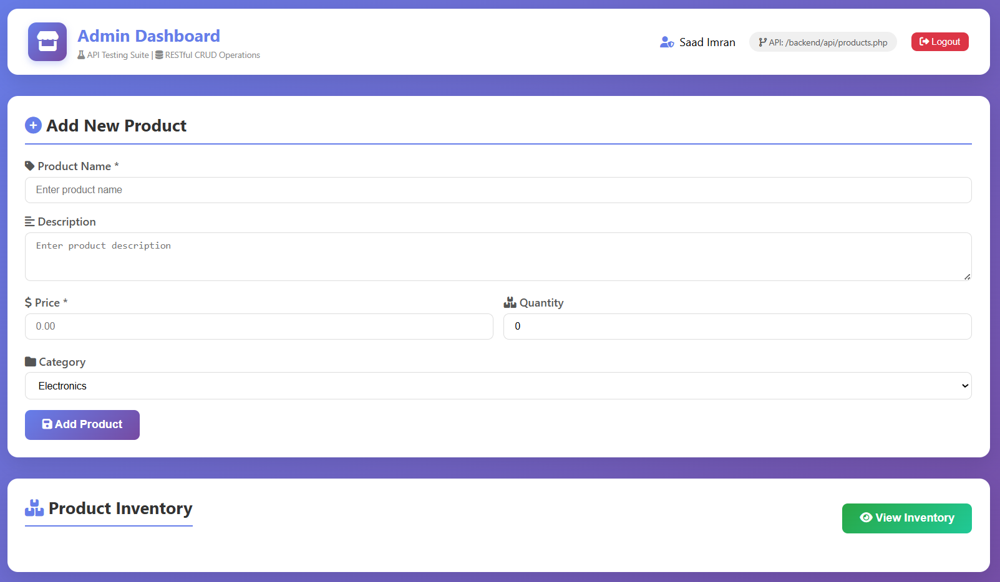 Admin Dashboard
API Testing Suite | RESTful CRUD Operations
Saad Imran
API: /backend/api/products.php
Logout
Add New Product
Product Name *
Enter product name
Description
Enter product description
Price *
Quantity
0.00
0
Category
Electronics
Add Product
Product Inventory
View Inventory